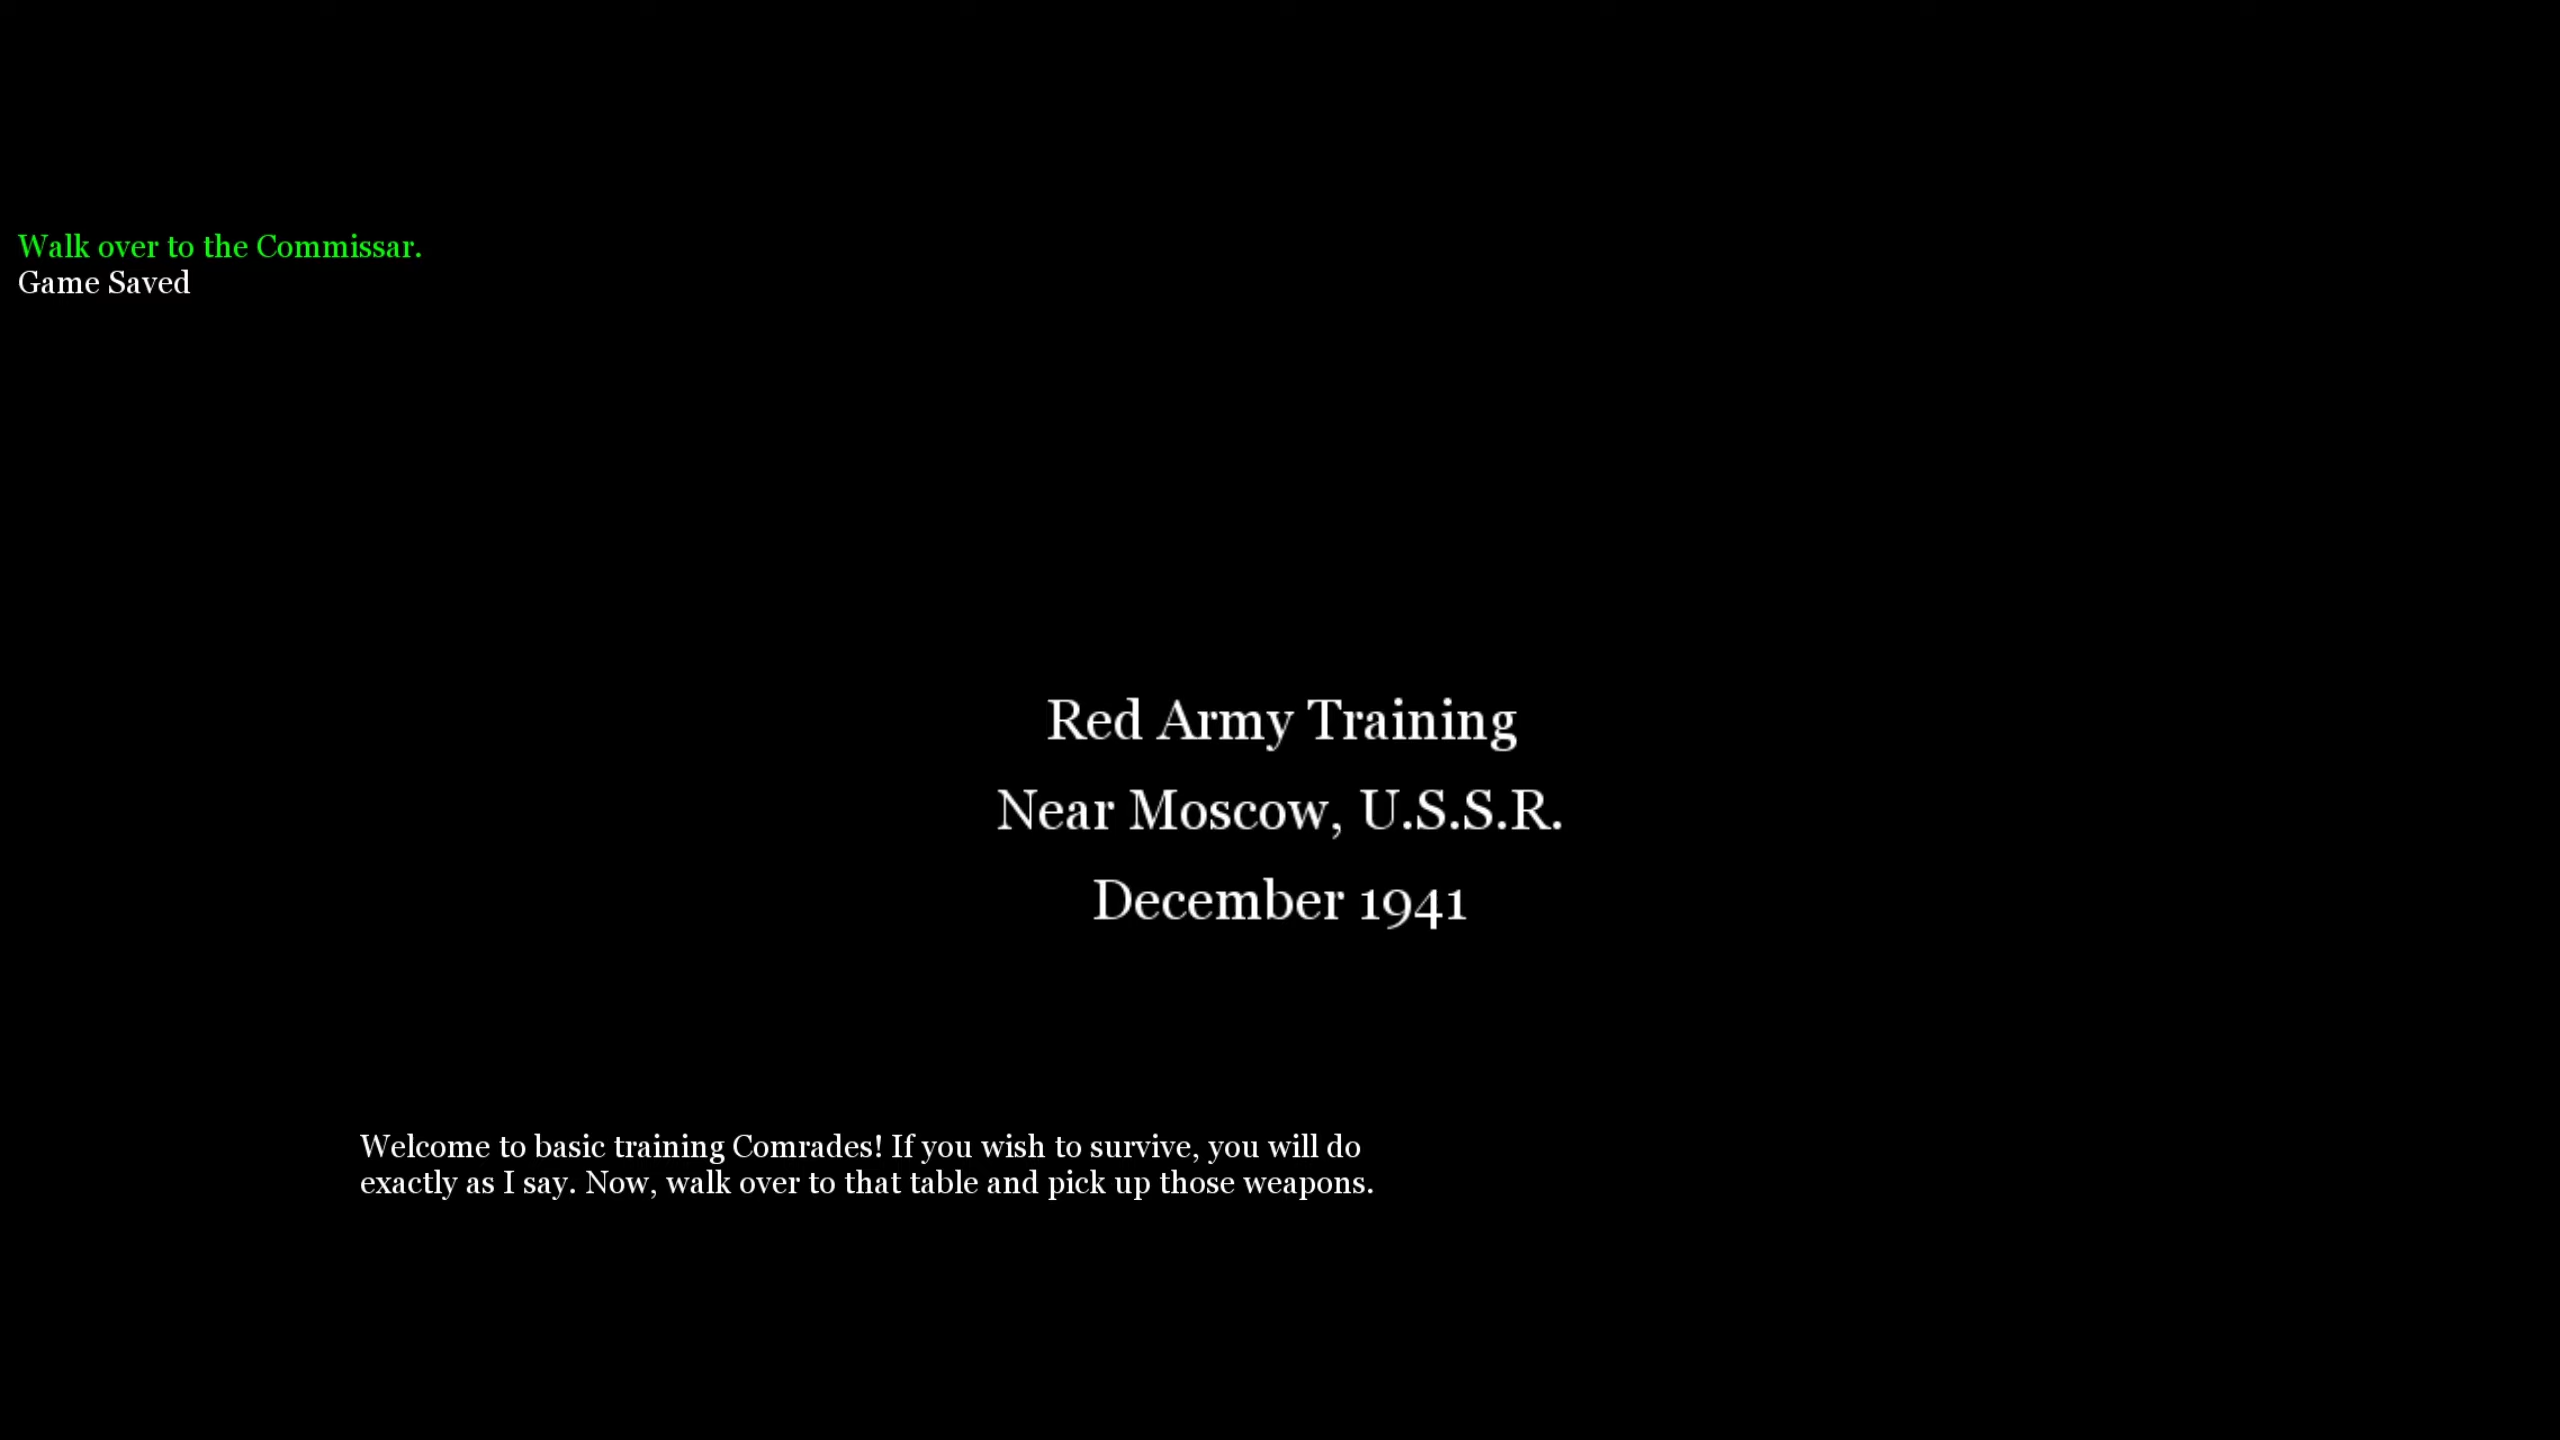 Walk over to the Commissar.
Game Saved
Red Army Training
Near Moscow, U.S.S.R.
December 1941
Welcome to basic training Comrades! If you wish to survive, you will do
exactly as I say. Now, walk over to that table and pick up those weapons.